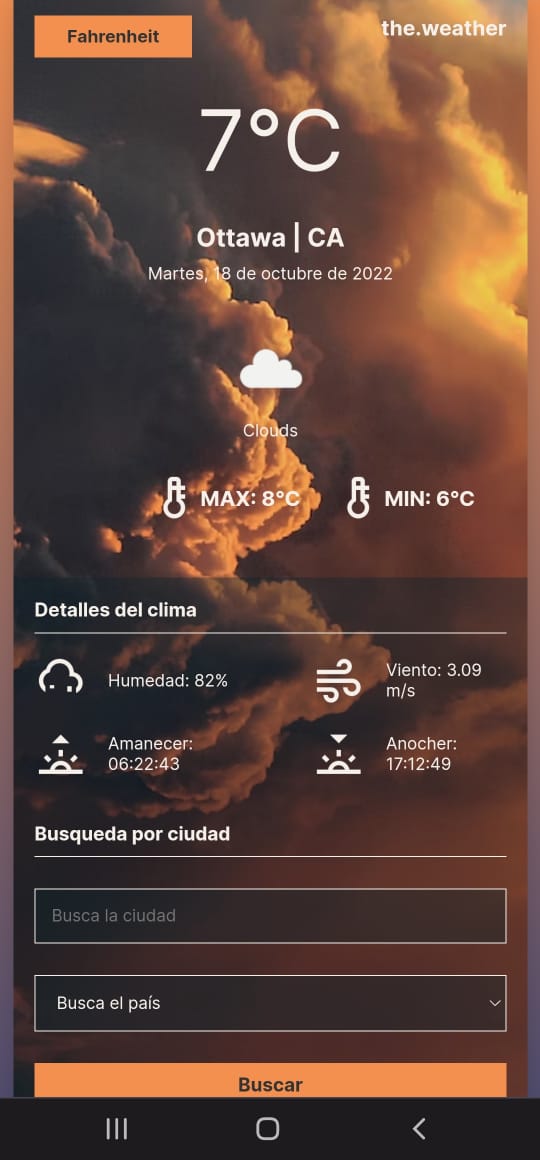 Fahrenheit
the.weather
7°C
Ottawa | CA
Martes, 18 de octubre de 2022
Clouds
MAX: 8°C
MIN: 6°C
Detalles del clima
Humedad: 82%
Viento: 3.09
m/s
Amanecer:
06:22:43
Anocher:
17:12:49
Busqueda por ciudad
Busca la ciudad
Busca el país
Buscar